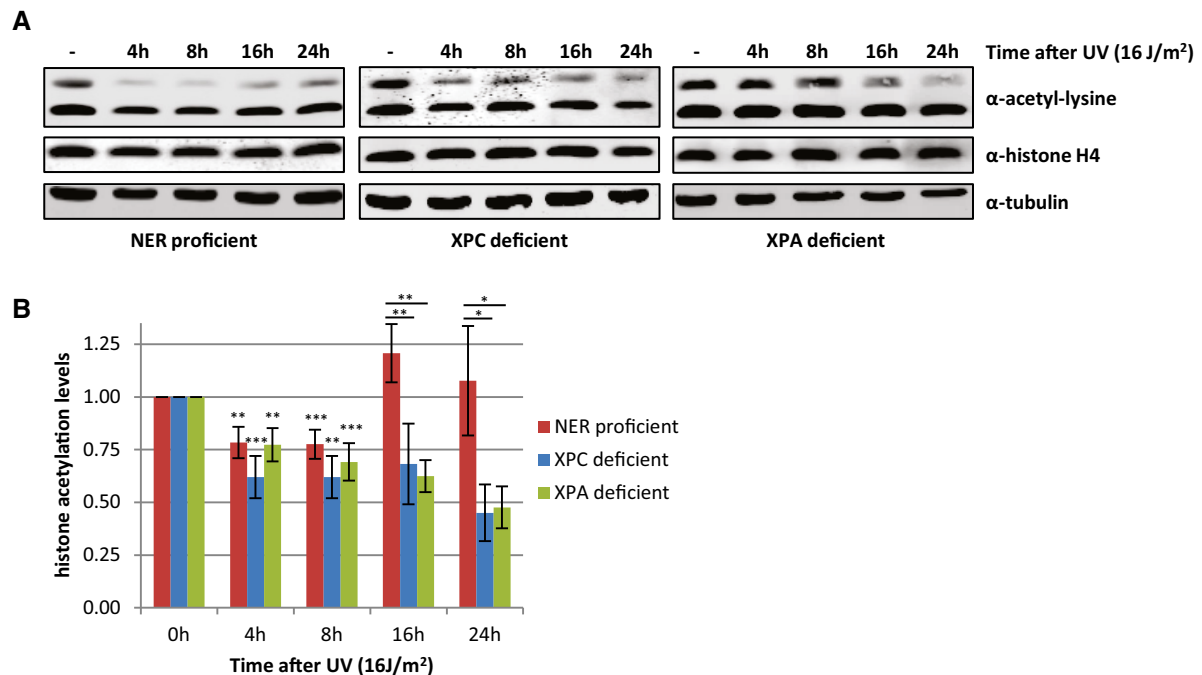 A
- 4h 8h 16h 24h - 4h 8h 16h 24h - 4h 8h 16h 24h Time after UV (16 J/m²)
α-acetyl-lysine
α-histone H4
α-tubulin
NER proficient XPC deficient XPA deficient
B
histone acetylation levels
1.25
1.00
0.75
0.50
0.25
0.00
** *** **
*** ** ***
**
**
*
*
0h 4h 8h 16h 24h
Time after UV (16J/m²)
NER proficient
XPC deficient
XPA deficient